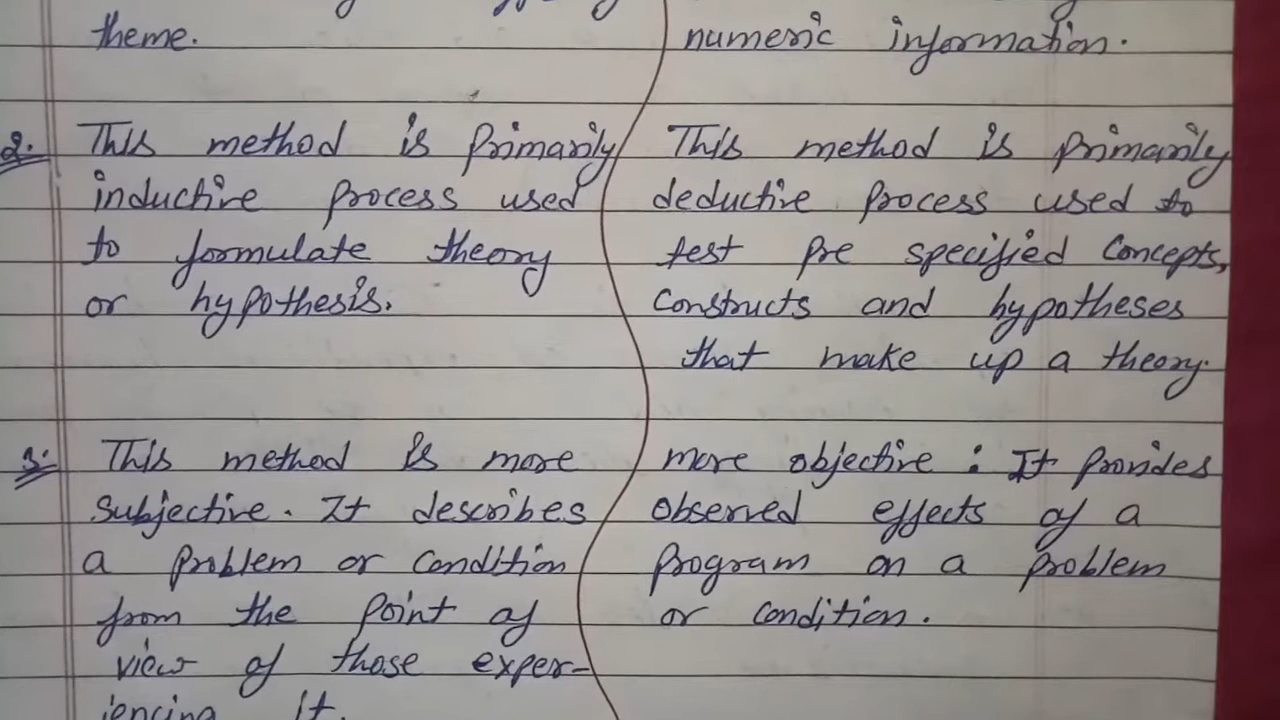 theme.
2. This method is primarily
inductive process used
to formulate theory
or hypothesis.
3. This method is more
Subjective. It describes
a problem or condition
from the point of
view of those exper-
iencing it.
numeric information.
This method is primarily
deductive process used to
test pre specified concepts,
constructs and hypotheses
that make up a theory.
more objective : It provides
observed effects of a
program on a problem
or condition.